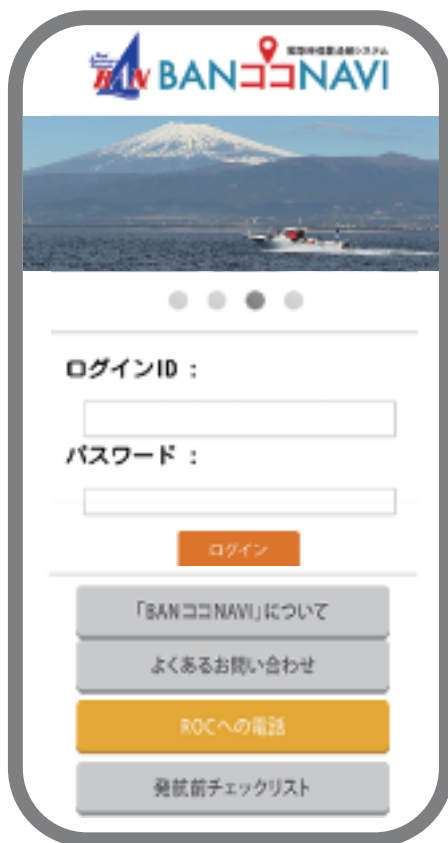 BAN BANココNAVI
ログインID :
パスワード :
ログイン
「BANココNAVI」について
よくあるお問い合わせ
ROCへの電話
発航前チェックリスト